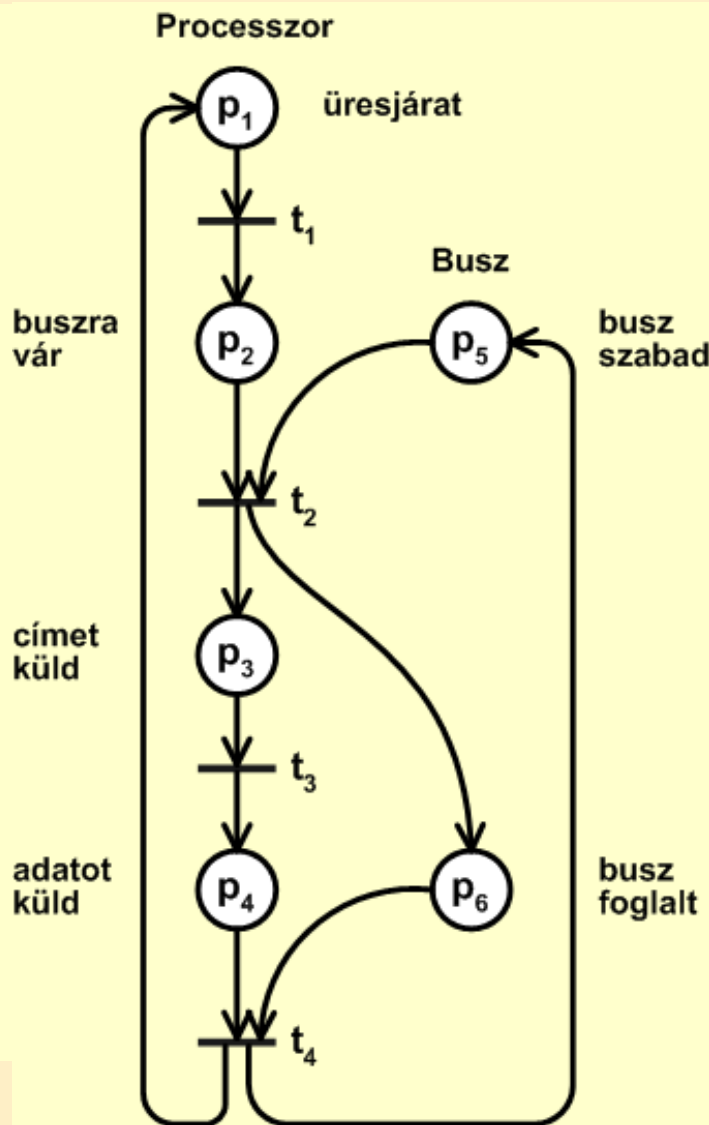 Processzor
p1
üresjárat
t1
Busz
buszra
vár
p2
p5
busz
szabad
t2
címet
küld
p3
t3
adatot
küld
p4
p6
busz
foglalt
t4